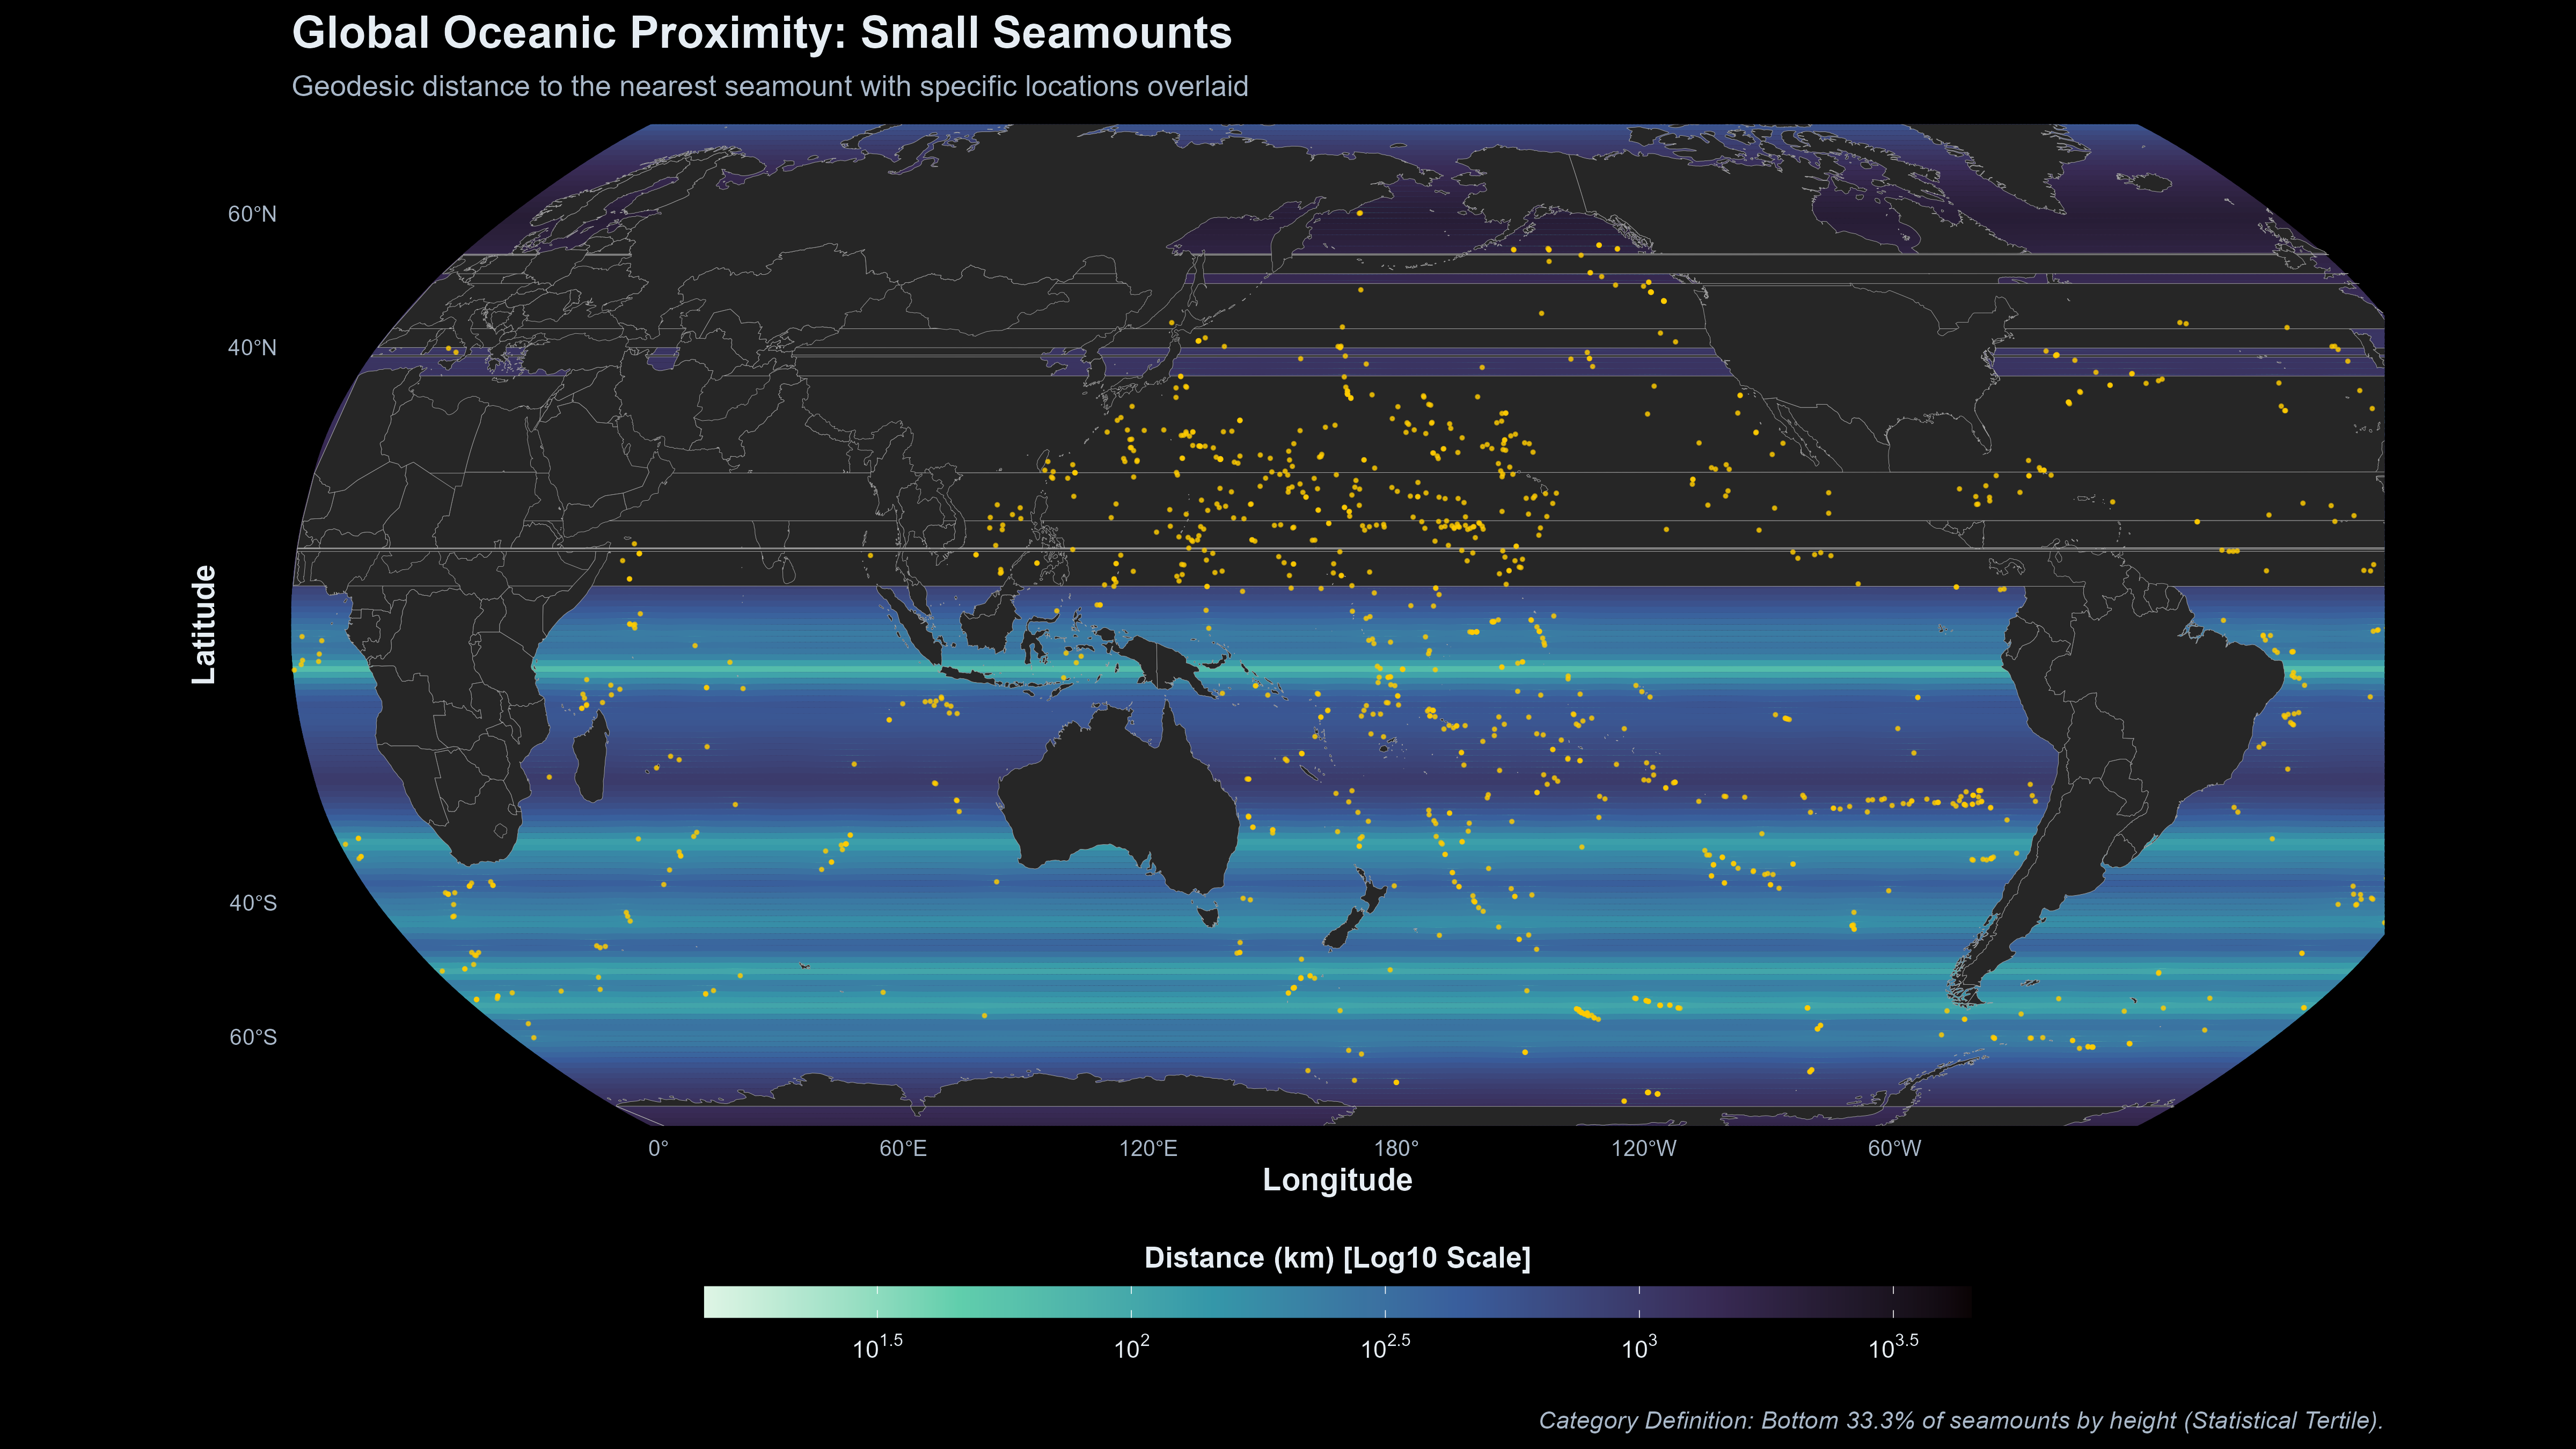 Global Oceanic Proximity: Small Seamounts
Geodesic distance to the nearest seamount with specific locations overlaid
60°N
40°N
40°S
60°S
Latitude
0°
60°E
120°E
180°
120°W
60°W
Longitude
Distance (km) [Log10 Scale]
10^1.5
10^2
10^2.5
10^3
10^3.5
Category Definition: Bottom 33.3% of seamounts by height (Statistical Tertile).